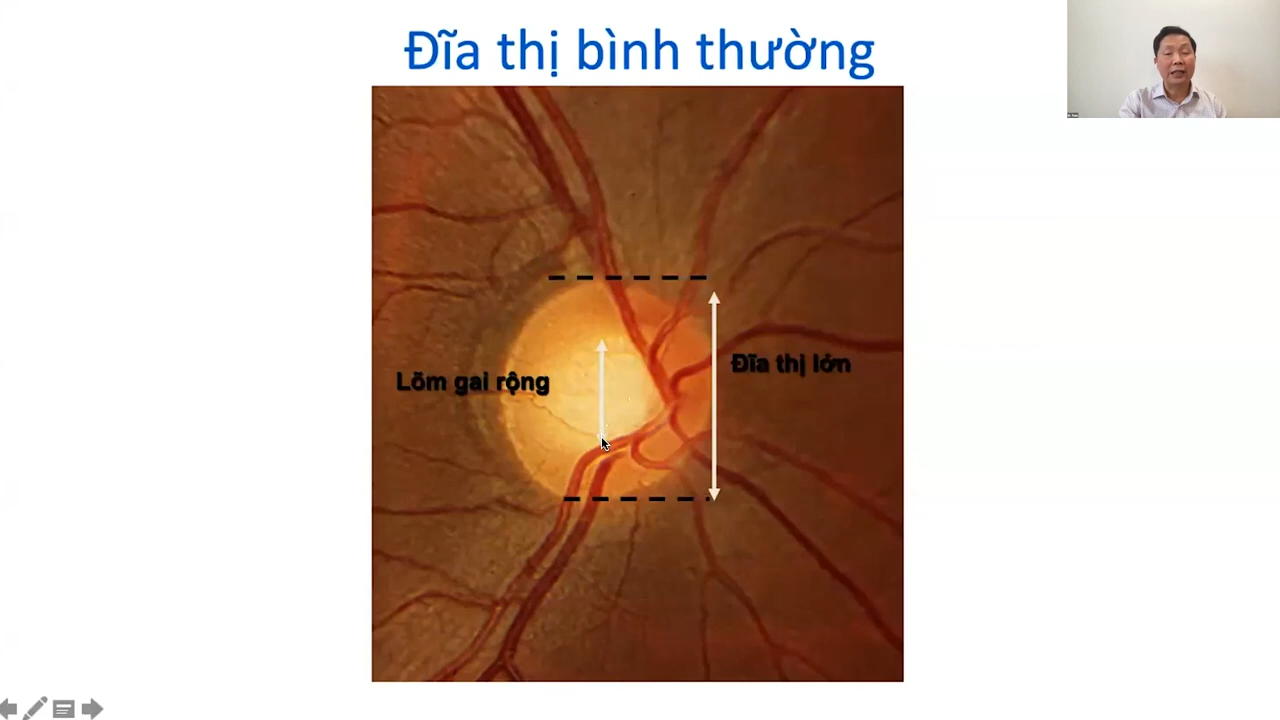 Đĩa thị bình thường
Lõm gai rộng
Đĩa thị lớn